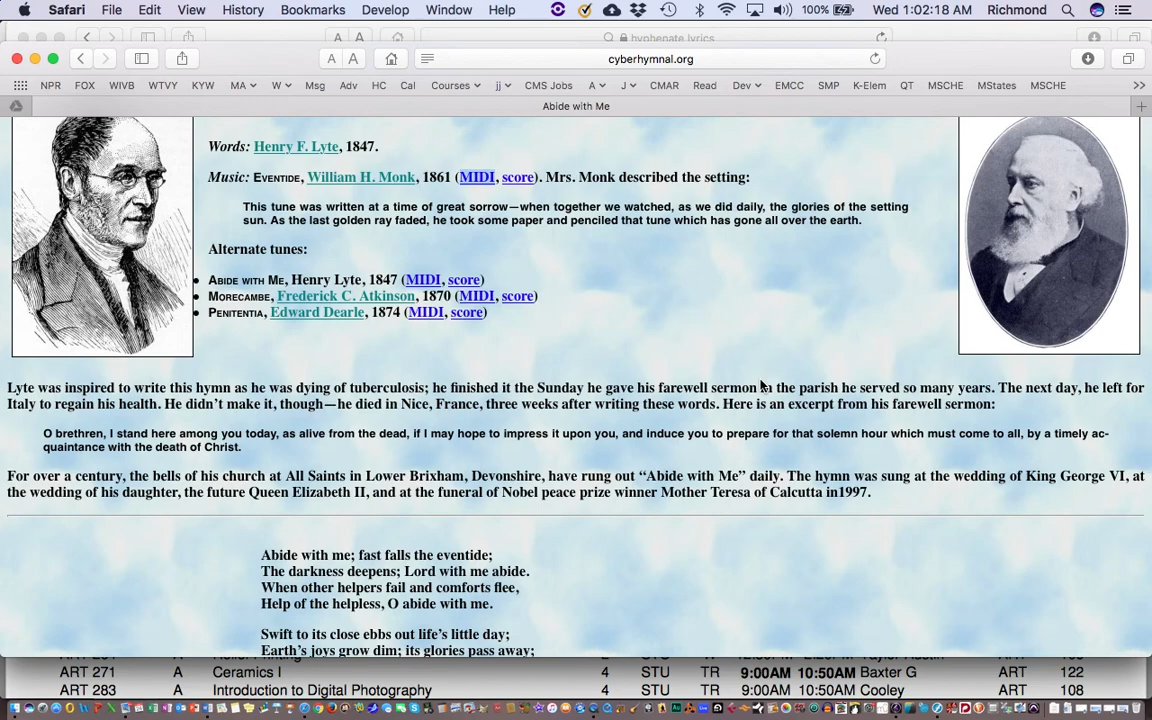 Safari File Edit View History Bookmarks Develop Window Help 100% Wed 1:02:18 AM Richmond
A A hyphenate lyrics
A A cyberhymnal.org
NPR FOX WIVB WTVY KYW MA W Msg Adv HC Cal Courses jj CMS Jobs A J CMAR Read Dev EMCC SMP K-Elem QT MSCHE MStates MSCHE >>
Abide with Me
Words: Henry F. Lyte, 1847.
Music: Eventide, William H. Monk, 1861 (MIDI, score). Mrs. Monk described the setting:
This tune was written at a time of great sorrow—when together we watched, as we did daily, the glories of the setting
sun. As the last golden ray faded, he took some paper and penciled that tune which has gone all over the earth.
Alternate tunes:
Abide with Me, Henry Lyte, 1847 (MIDI, score)
Morecambe, Frederick C. Atkinson, 1870 (MIDI, score)
Penitentia, Edward Dearle, 1874 (MIDI, score)
Lyte was inspired to write this hymn as he was dying of tuberculosis; he finished it the Sunday he gave his farewell sermon in the parish he served so many years. The next day, he left for
Italy to regain his health. He didn't make it, though—he died in Nice, France, three weeks after writing these words. Here is an excerpt from his farewell sermon:
O brethren, I stand here among you today, as alive from the dead, if I may hope to impress it upon you, and induce you to prepare for that solemn hour which must come to all, by a timely ac-
quaintance with the death of Christ.
For over a century, the bells of his church at All Saints in Lower Brixham, Devonshire, have rung out “Abide with Me” daily. The hymn was sung at the wedding of King George VI, at
the wedding of his daughter, the future Queen Elizabeth II, and at the funeral of Nobel peace prize winner Mother Teresa of Calcutta in1997.
Abide with me; fast falls the eventide;
The darkness deepens; Lord with me abide.
When other helpers fail and comforts flee,
Help of the helpless, O abide with me.
Swift to its close ebbs out life's little day;
Earth's joys grow dim; its glories pass away;
ART 271 A Ceramics I 4 STU TR 9:00AM 10:50AM Baxter G ART 122
ART 283 A Introduction to Digital Photography 4 STU TR 9:00AM 10:50AM Cooley ART 108